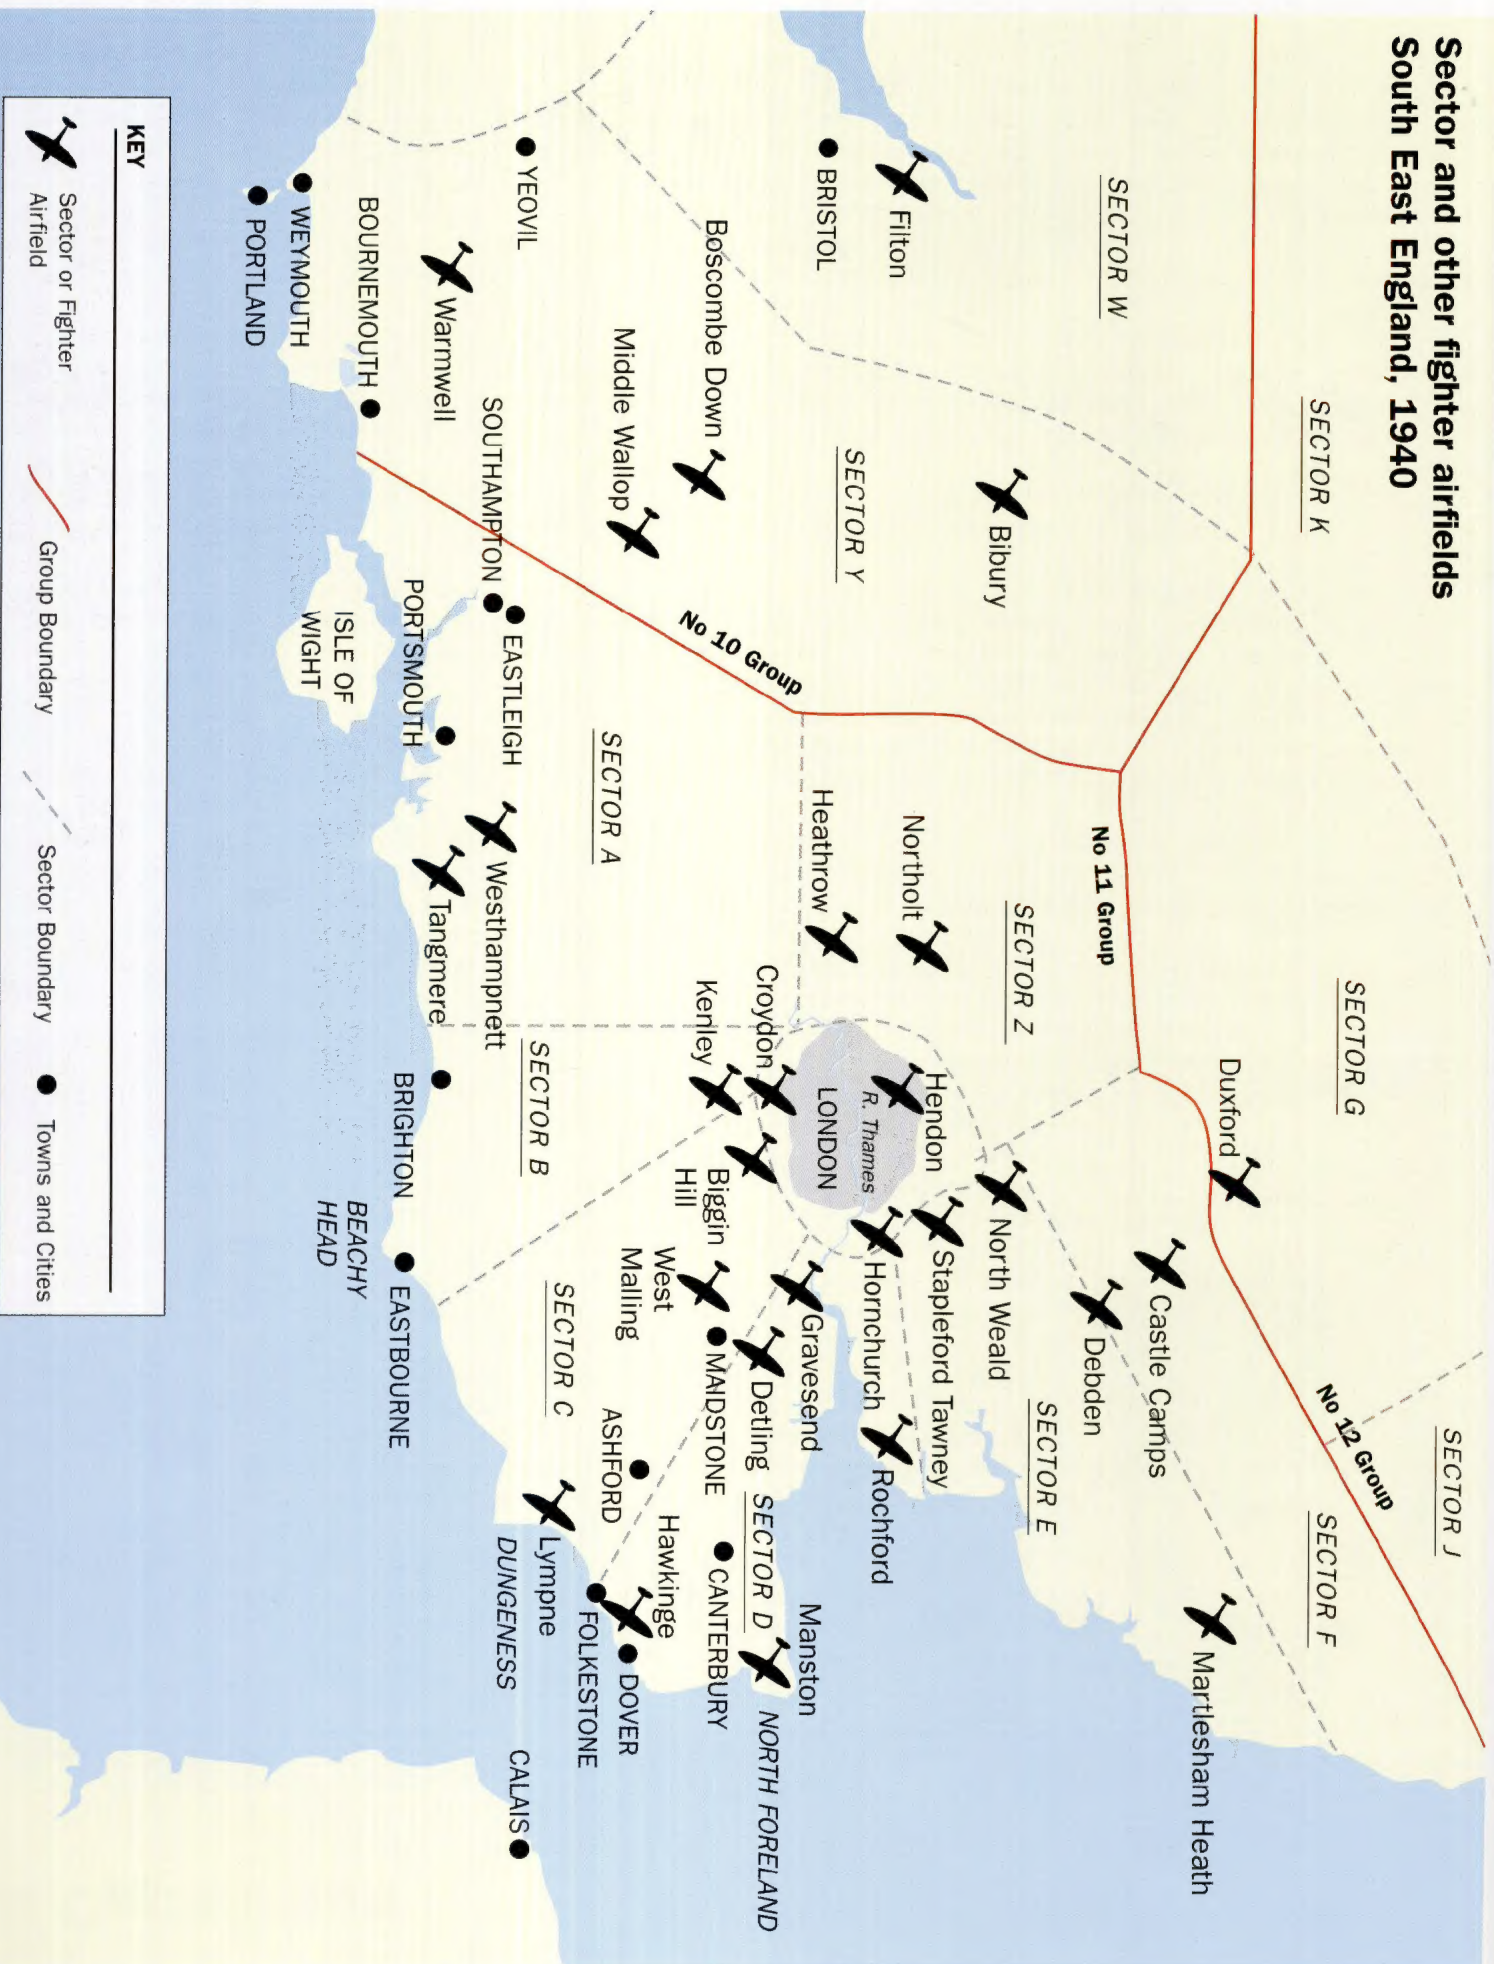 Sector and other fighter airfields
South East England, 1940
SECTOR K
SECTOR G
SECTOR J
SECTOR W
SECTOR F
Duxford
No 12 Group
Castle Camps
Martlesham Heath
No 11 Group
Debden
SECTOR Z
SECTOR E
Bibury
North Weald
Filton
Northolt
Hendon
Stapleford Tawney
BRISTOL
SECTOR Y
Heathrow
R. Thames
LONDON
Hornchurch
Rochford
Gravesend
Manston
Boscombe Down
No 10 Group
Croydon
Detling
SECTOR D
NORTH FORELAND
Kenley
Biggin
Hill
MAIDSTONE
CANTERBURY
Middle Wallop
West
Malling
Hawkinge
SECTOR A
ASHFORD
DOVER
YEOVIL
SECTOR B
SECTOR C
FOLKESTONE
SOUTHAMPTON
EASTLEIGH
Westhampnett
Lympne
DUNGENESS
CALAIS
Warmwell
Tangmere
PORTSMOUTH
BRIGHTON
EASTBOURNE
BOURNEMOUTH
ISLE OF
WIGHT
BEACHY
HEAD
WEYMOUTH
PORTLAND
KEY
Sector or Fighter
Airfield
Group Boundary
Sector Boundary
Towns and Cities